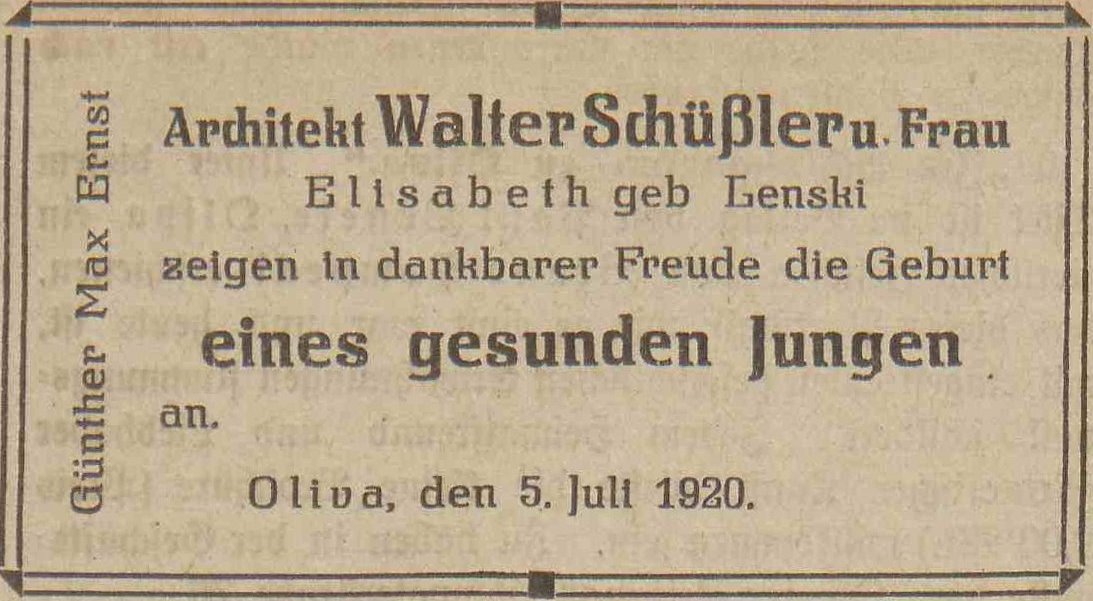 Günther Max Ernst
Architekt Walter Schüßler u. Frau
Elisabeth geb Lenski
zeigen in dankbarer Freude die Geburt
eines gesunden Jungen
an.
Oliva, den 5. Juli 1920.